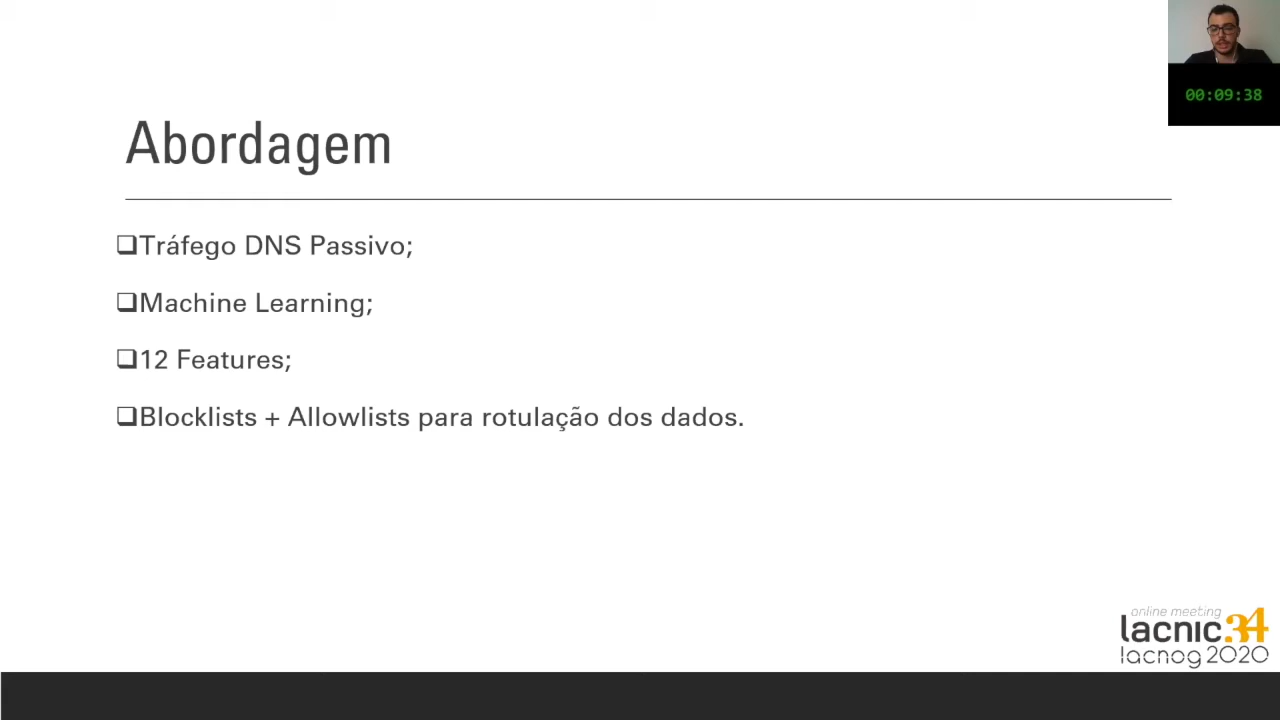 00:09:38
Abordagem
❑Tráfego DNS Passivo;
❑Machine Learning;
❑12 Features;
❑Blocklists + Allowlists para rotulação dos dados.
online meeting
lacnic34
lacnog 2020